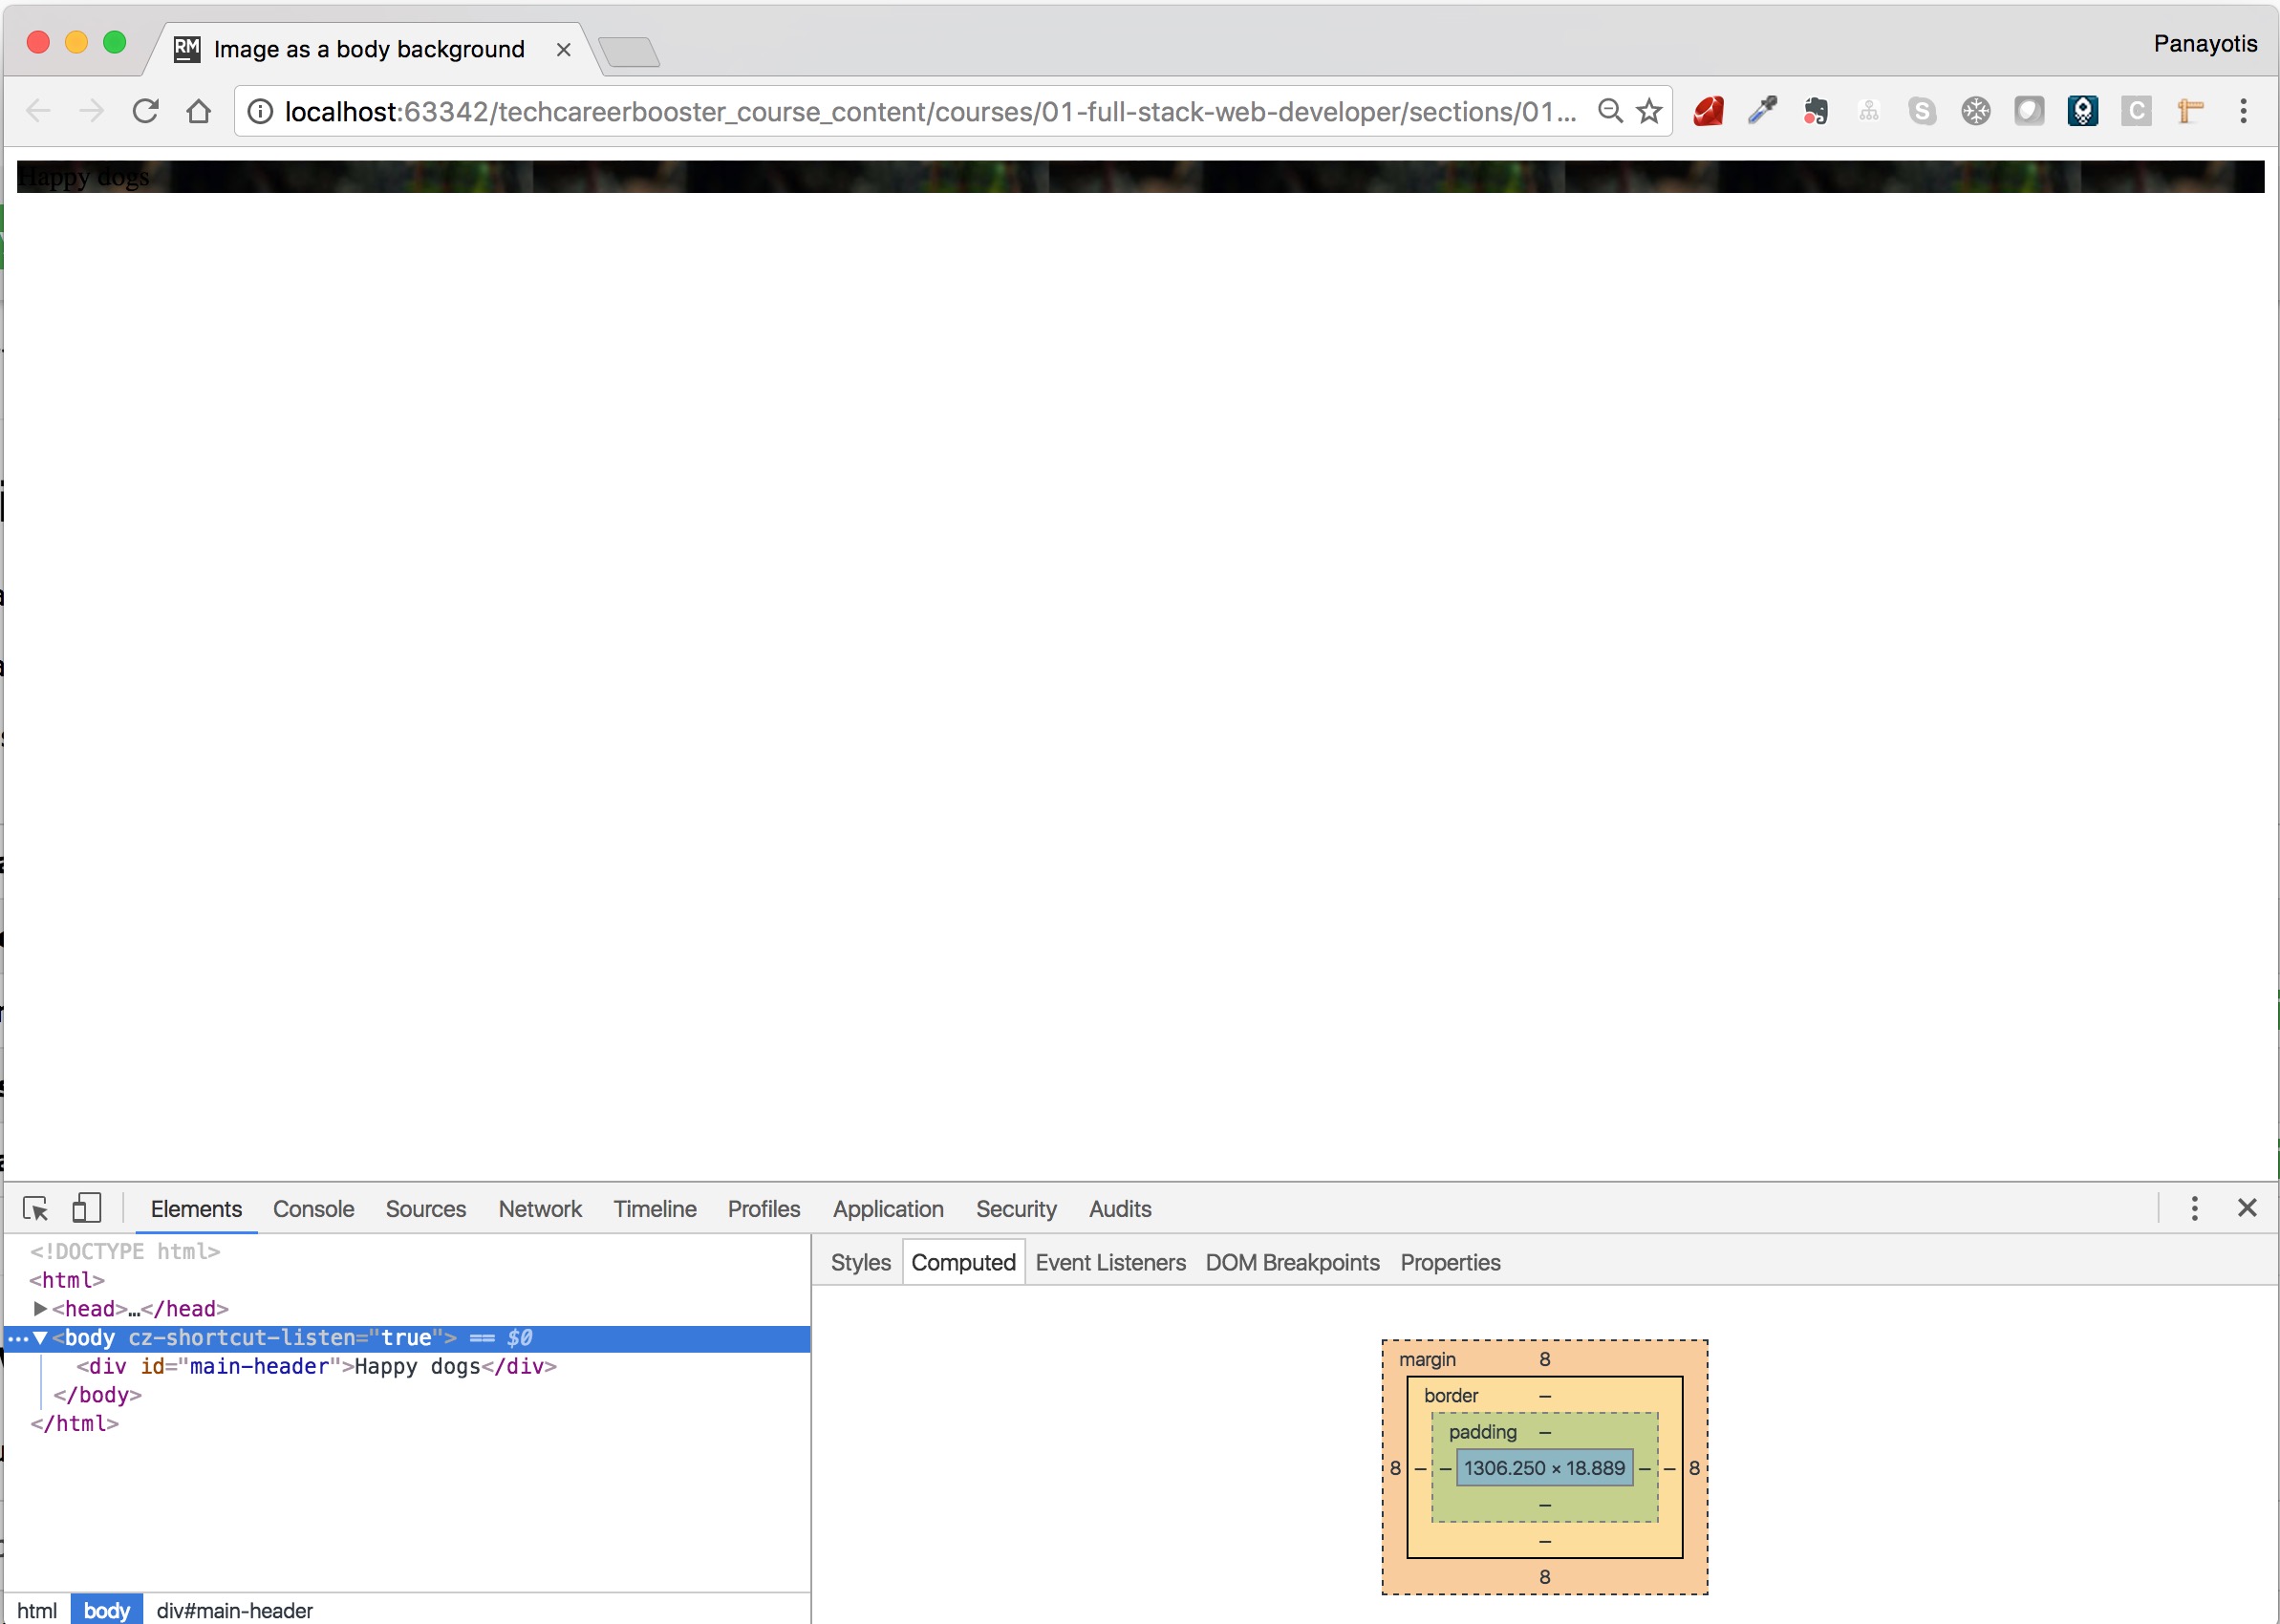 RM Image as a body background
Panayotis
localhost:63342/techcareerbooster_course_content/courses/01-full-stack-web-developer/sections/01...
S
C
Happy dogs
Elements Console Sources Network Timeline Profiles Application Security Audits
<!DOCTYPE html>
<html>
<head>…</head>
<body cz-shortcut-listen="true"> == $0
<div id="main-header">Happy dogs</div>
</body>
</html>
html body div#main-header
Styles Computed Event Listeners DOM Breakpoints Properties
margin 8
border –
padding –
8 – – 1306.250 × 18.889 – – 8
–
–
8